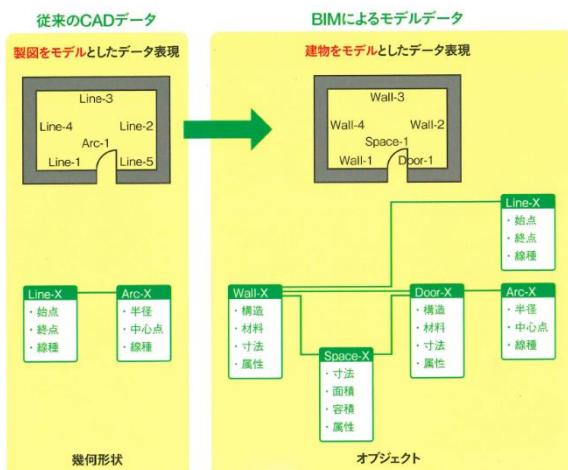 従来のCADデータ
製図をモデルとしたデータ表現
Line-3
Line-4
Line-2
Arc-1
Line-1
Line-5
Line-X
・始点
・終点
・線種
Arc-X
・半径
・中心点
・線種
幾何形状
BIMによるモデルデータ
建物をモデルとしたデータ表現
Wall-3
Wall-4
Wall-2
Space-1
Wall-1
Door-1
Line-X
・始点
・終点
・線種
Wall-X
・構造
・材料
・寸法
・属性
Door-X
・構造
・材料
・寸法
・属性
Arc-X
・半径
・中心点
・線種
Space-X
・寸法
・面積
・容積
・属性
オブジェクト